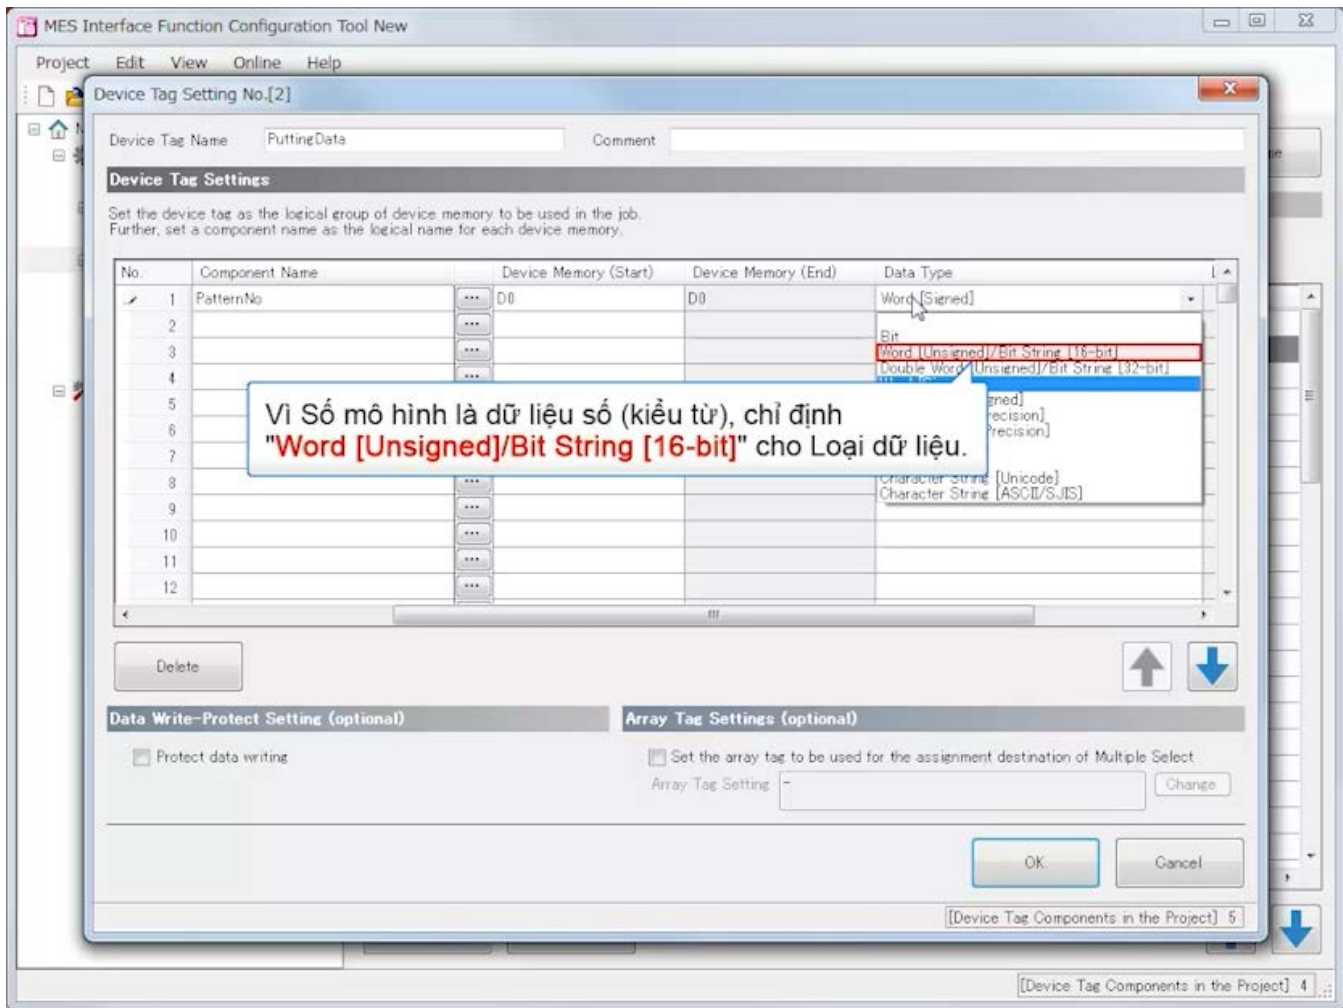 MES Interface Function Configuration Tool New
Project Edit View Online Help
Device Tag Setting No.[2]
Device Tag Name PuttingData Comment
Device Tag Settings
Set the device tag as the logical group of device memory to be used in the job.
Further, set a component name as the logical name for each device memory.
No. Component Name Device Memory (Start) Device Memory (End) Data Type
1 PatternNo ... D0 D0 Word [Signed]
2 ...
Bit
3 ...
Word [Unsigned]/Bit String [16-bit]
Double Word [Unsigned]/Bit String [32-bit]
4 ...
5
6
7
Vì Số mô hình là dữ liệu số (kiểu từ), chỉ định
"Word [Unsigned]/Bit String [16-bit]" cho Loại dữ liệu.
8 ...
Character String [Unicode]
Character String [ASCII/SJIS]
9 ...
10 ...
11 ...
12 ...
Delete
Data Write-Protect Setting (optional) Array Tag Settings (optional)
Protect data writing
Set the array tag to be used for the assignment destination of Multiple Select
Array Tag Setting - Change
OK Cancel
[Device Tag Components in the Project] 5
[Device Tag Components in the Project] 4